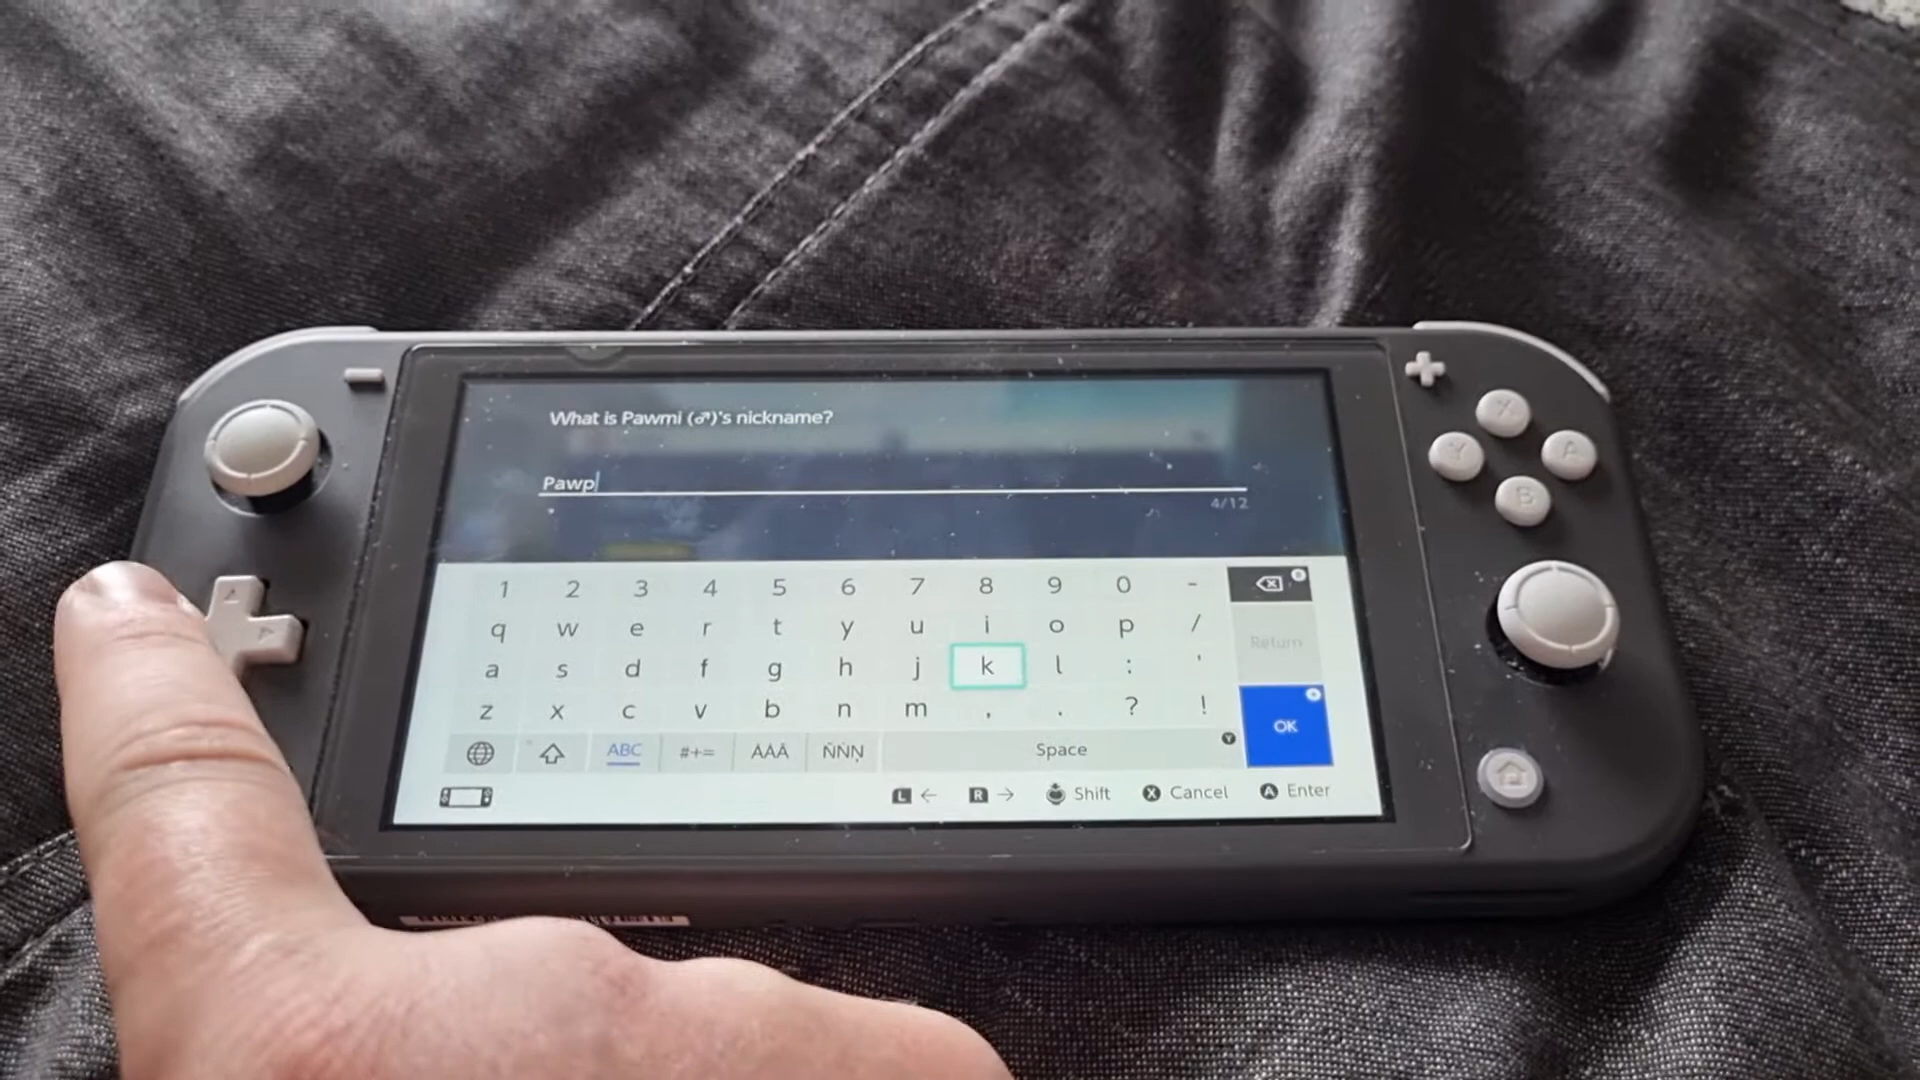 What is Pawmi (♂)'s nickname?
Pawp
4/12
1 2 3 4 5 6 7 8 9 0 -
q w e r t y u i o p /
Return
a s d f g h j k l : '
z x c v b n m , . ? !
OK
ABC #+= ÀÁÂ ÑŃŅ Space Y
L ← R → Shift X Cancel A Enter
X
Y A
B